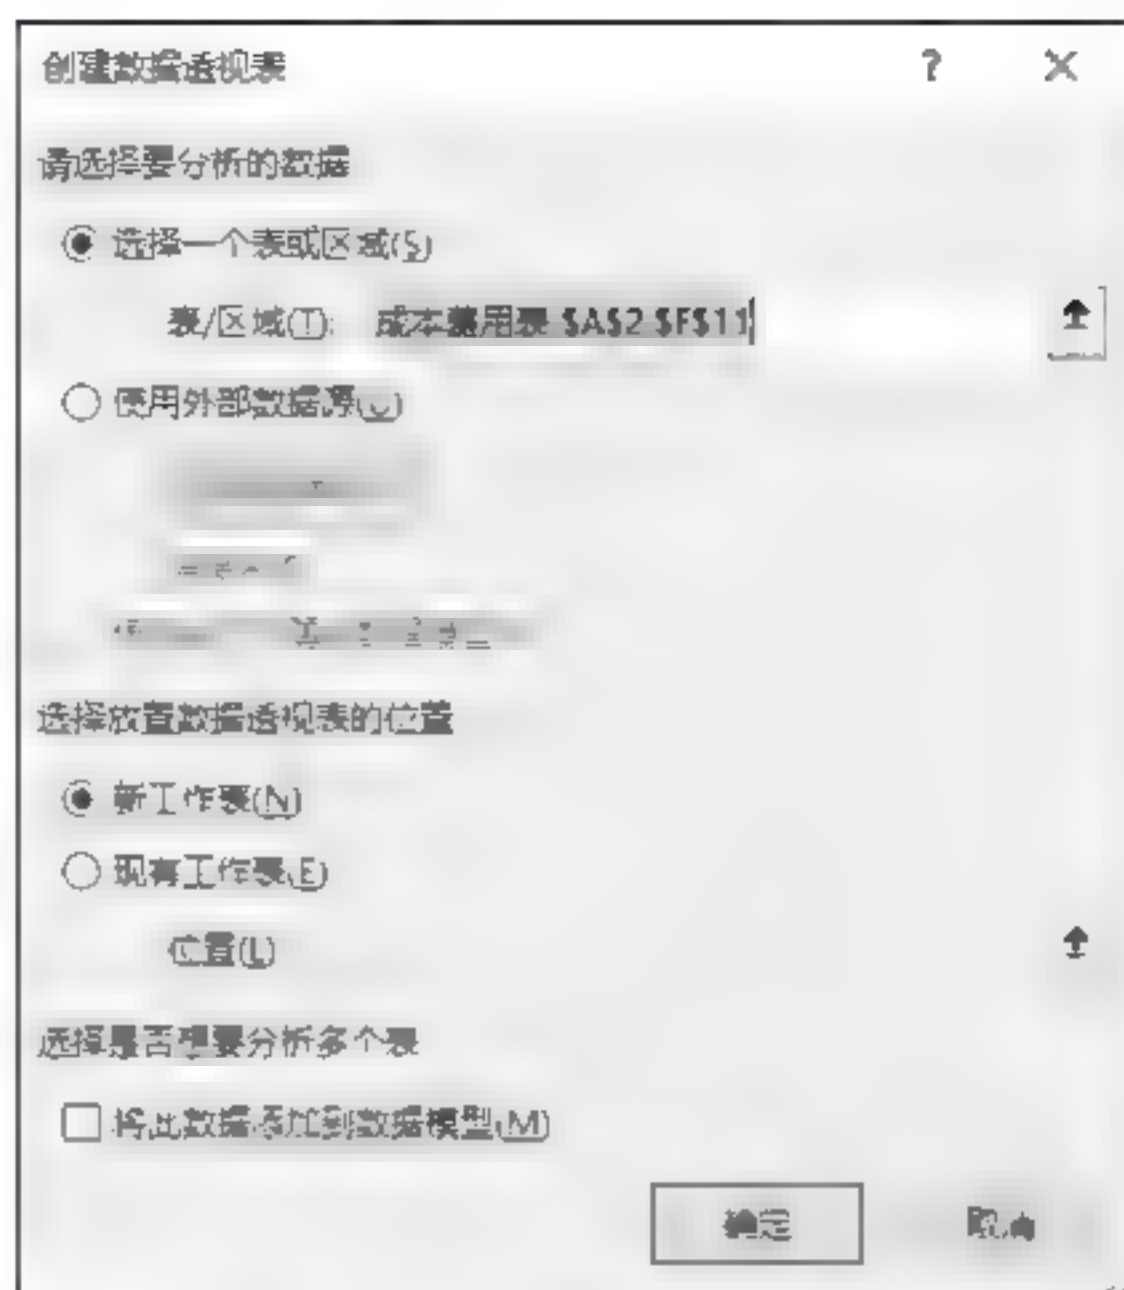 创建数据透视表 ? ×
请选择要分析的数据
选择一个表或区域(S)
表/区域(T): 成本费用表 $A$2 $F$11
使用外部数据源(U)
选择放置数据透视表的位置
新工作表(N)
现有工作表(E)
位置(L)
选择是否想要分析多个表
将此数据添加到数据模型(M)
确定 取消